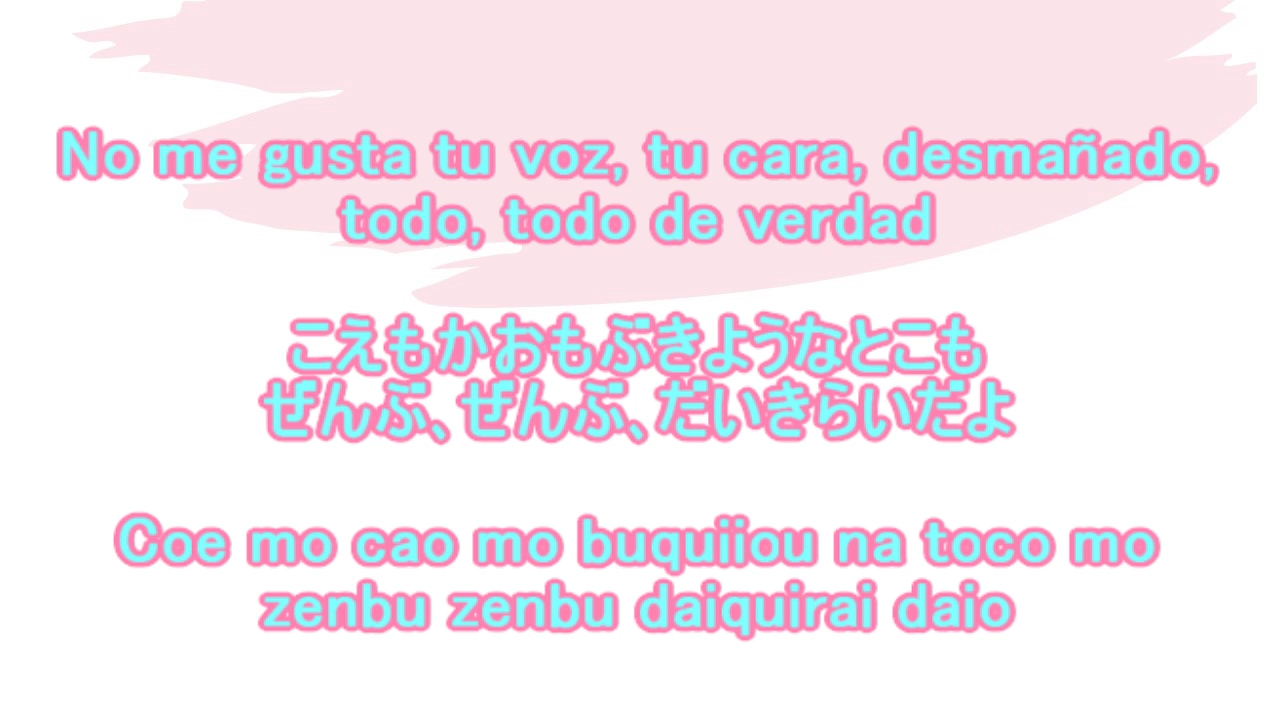 No me gusta tu voz, tu cara, desmañado,
todo, todo de verdad
こえもかおもぶきようなとこも
ぜんぶ、ぜんぶ、だいきらいだよ
Coe mo cao mo buquiiou na toco mo
zenbu zenbu daiquirai daio